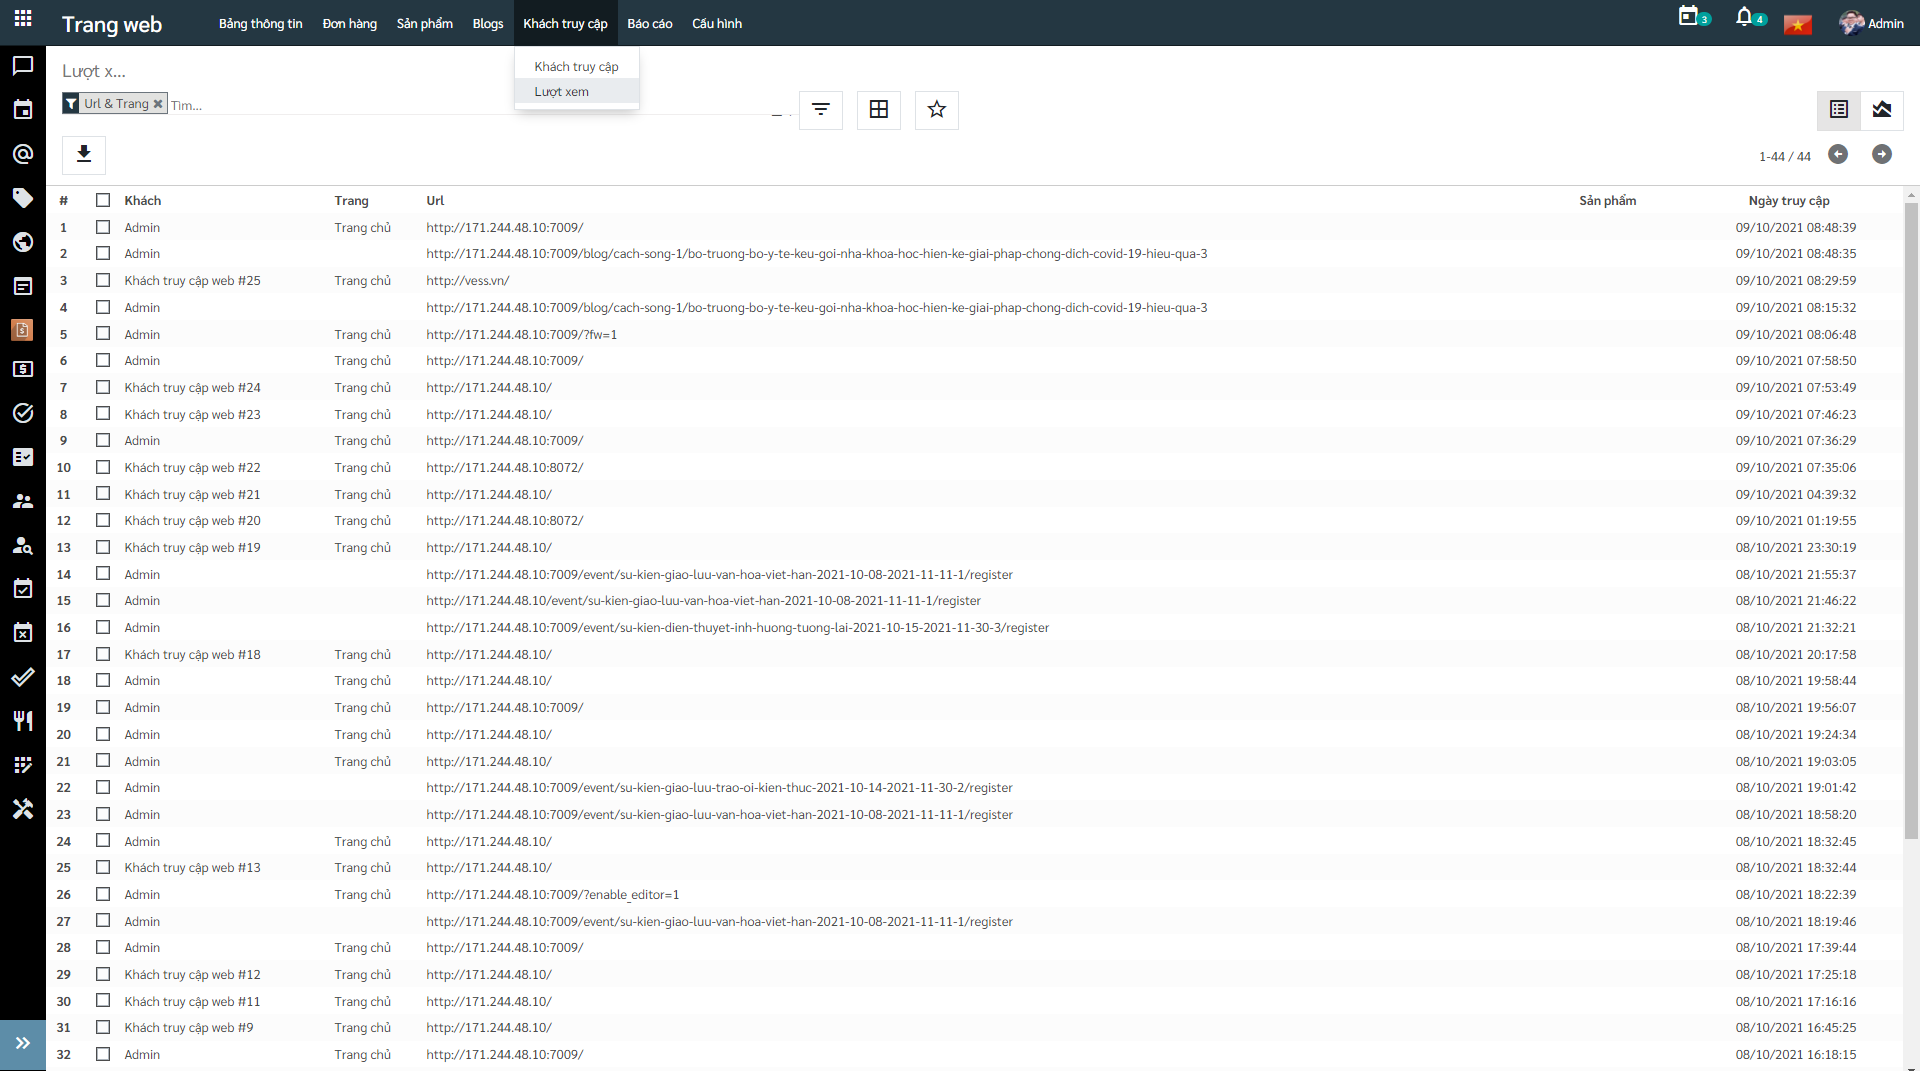 Trang web Bảng thông tin Đơn hàng Sản phẩm Blogs Khách truy cập Báo cáo Cấu hình 3 4 Admin
Khách truy cập
Lượt xem
Lượt x...
Url & Trang Tìm...
1-44 / 44
# Khách Trang Url Sản phẩm Ngày truy cập
1 Admin Trang chủ http://171.244.48.10:7009/ 09/10/2021 08:48:39
2 Admin http://171.244.48.10:7009/blog/cach-song-1/bo-truong-bo-y-te-keu-goi-nha-khoa-hoc-hien-ke-giai-phap-chong-dich-covid-19-hieu-qua-3 09/10/2021 08:48:35
3 Khách truy cập web #25 Trang chủ http://vess.vn/ 09/10/2021 08:29:59
4 Admin http://171.244.48.10:7009/blog/cach-song-1/bo-truong-bo-y-te-keu-goi-nha-khoa-hoc-hien-ke-giai-phap-chong-dich-covid-19-hieu-qua-3 09/10/2021 08:15:32
5 Admin Trang chủ http://171.244.48.10:7009/?fw=1 09/10/2021 08:06:48
6 Admin Trang chủ http://171.244.48.10:7009/ 09/10/2021 07:58:50
7 Khách truy cập web #24 Trang chủ http://171.244.48.10/ 09/10/2021 07:53:49
8 Khách truy cập web #23 Trang chủ http://171.244.48.10/ 09/10/2021 07:46:23
9 Admin Trang chủ http://171.244.48.10:7009/ 09/10/2021 07:36:29
10 Khách truy cập web #22 Trang chủ http://171.244.48.10:8072/ 09/10/2021 07:35:06
11 Khách truy cập web #21 Trang chủ http://171.244.48.10/ 09/10/2021 04:39:32
12 Khách truy cập web #20 Trang chủ http://171.244.48.10:8072/ 09/10/2021 01:19:55
13 Khách truy cập web #19 Trang chủ http://171.244.48.10/ 08/10/2021 23:30:19
14 Admin http://171.244.48.10:7009/event/su-kien-giao-luu-van-hoa-viet-han-2021-10-08-2021-11-11-1/register 08/10/2021 21:55:37
15 Admin http://171.244.48.10/event/su-kien-giao-luu-van-hoa-viet-han-2021-10-08-2021-11-11-1/register 08/10/2021 21:46:22
16 Admin http://171.244.48.10:7009/event/su-kien-dien-thuyet-inh-huong-tuong-lai-2021-10-15-2021-11-30-3/register 08/10/2021 21:32:21
17 Khách truy cập web #18 Trang chủ http://171.244.48.10/ 08/10/2021 20:17:58
18 Admin Trang chủ http://171.244.48.10/ 08/10/2021 19:58:44
19 Admin Trang chủ http://171.244.48.10:7009/ 08/10/2021 19:56:07
20 Admin Trang chủ http://171.244.48.10/ 08/10/2021 19:24:34
21 Admin Trang chủ http://171.244.48.10/ 08/10/2021 19:03:05
22 Admin http://171.244.48.10:7009/event/su-kien-giao-luu-trao-oi-kien-thuc-2021-10-14-2021-11-30-2/register 08/10/2021 19:01:42
23 Admin http://171.244.48.10:7009/event/su-kien-giao-luu-van-hoa-viet-han-2021-10-08-2021-11-11-1/register 08/10/2021 18:58:20
24 Admin Trang chủ http://171.244.48.10/ 08/10/2021 18:32:45
25 Khách truy cập web #13 Trang chủ http://171.244.48.10/ 08/10/2021 18:32:44
26 Admin Trang chủ http://171.244.48.10:7009/?enable_editor=1 08/10/2021 18:22:39
27 Admin http://171.244.48.10:7009/event/su-kien-giao-luu-van-hoa-viet-han-2021-10-08-2021-11-11-1/register 08/10/2021 18:19:46
28 Admin Trang chủ http://171.244.48.10:7009/ 08/10/2021 17:39:44
29 Khách truy cập web #12 Trang chủ http://171.244.48.10/ 08/10/2021 17:25:18
30 Khách truy cập web #11 Trang chủ http://171.244.48.10/ 08/10/2021 17:16:16
31 Khách truy cập web #9 Trang chủ http://171.244.48.10/ 08/10/2021 16:45:25
32 Admin Trang chủ http://171.244.48.10:7009/ 08/10/2021 16:18:15